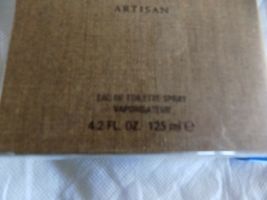 ARTISAN
EAU DE TOILETTE SPRAY
VAPORISATEUR
4.2 FL. OZ. 125 ml ℮